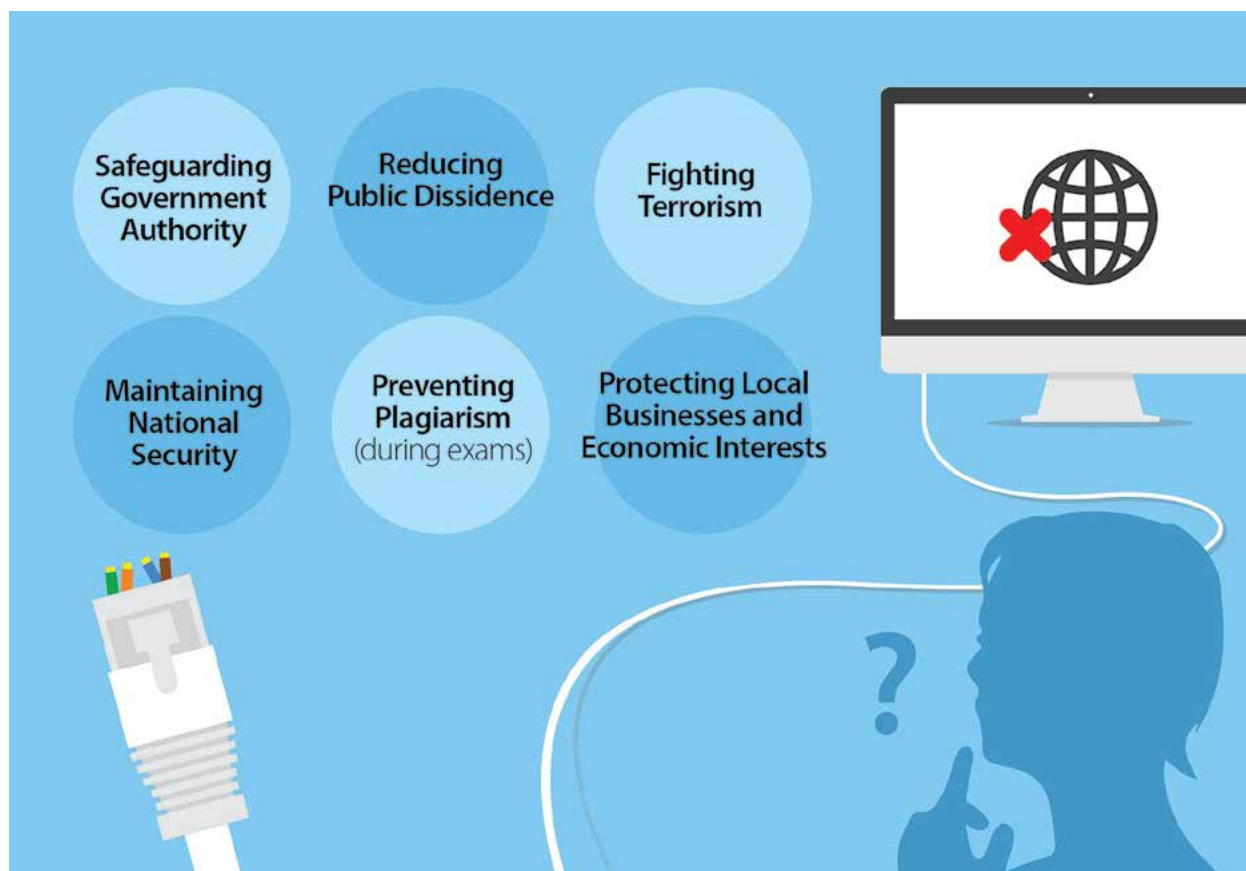 Safeguarding
Government
Authority
Reducing
Public Dissidence
Fighting
Terrorism
Maintaining
National
Security
Preventing
Plagiarism
(during exams)
Protecting Local
Businesses and
Economic Interests
?